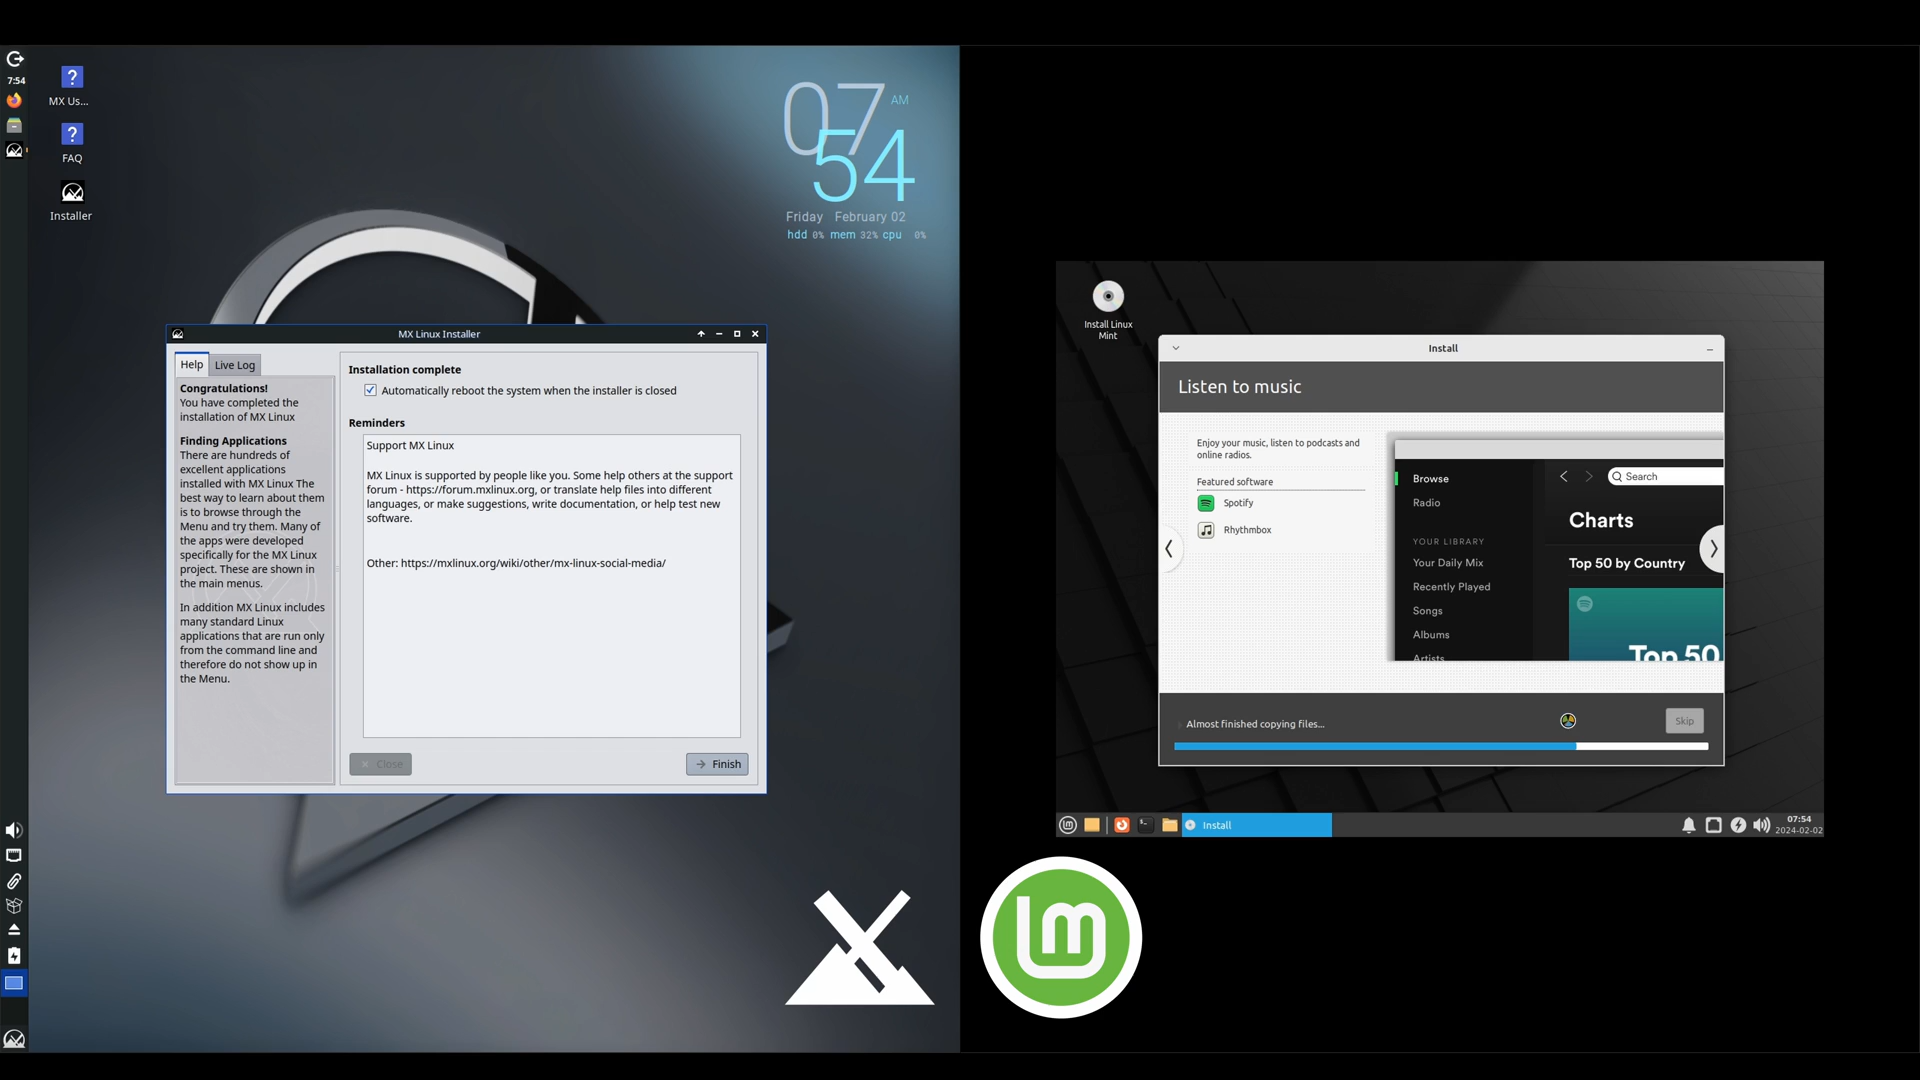 7:54
MX Us...
FAQ
Installer
07
AM
54
Friday February 02
hdd 0% mem 32% cpu 0%
MX Linux Installer
Help
Live Log
Congratulations!
You have completed the
installation of MX Linux
Finding Applications
There are hundreds of
excellent applications
installed with MX Linux The
best way to learn about them
is to browse through the
Menu and try them. Many of
the apps were developed
specifically for the MX Linux
project. These are shown in
the main menus.
In addition MX Linux includes
many standard Linux
applications that are run only
from the command line and
therefore do not show up in
the Menu.
Installation complete
Automatically reboot the system when the installer is closed
Reminders
Support MX Linux
MX Linux is supported by people like you. Some help others at the support
forum - https://forum.mxlinux.org, or translate help files into different
languages, or make suggestions, write documentation, or help test new
software.
Other: https://mxlinux.org/wiki/other/mx-linux-social-media/
Close
Finish
Install Linux
Mint
Install
Listen to music
Enjoy your music, listen to podcasts and
online radios.
Featured software
Spotify
Rhythmbox
Browse
Radio
YOUR LIBRARY
Your Daily Mix
Recently Played
Songs
Albums
Artists
Search
Charts
Top 50 by Country
Top 50
Almost finished copying files...
Skip
Install
07:54
2024-02-02
lm